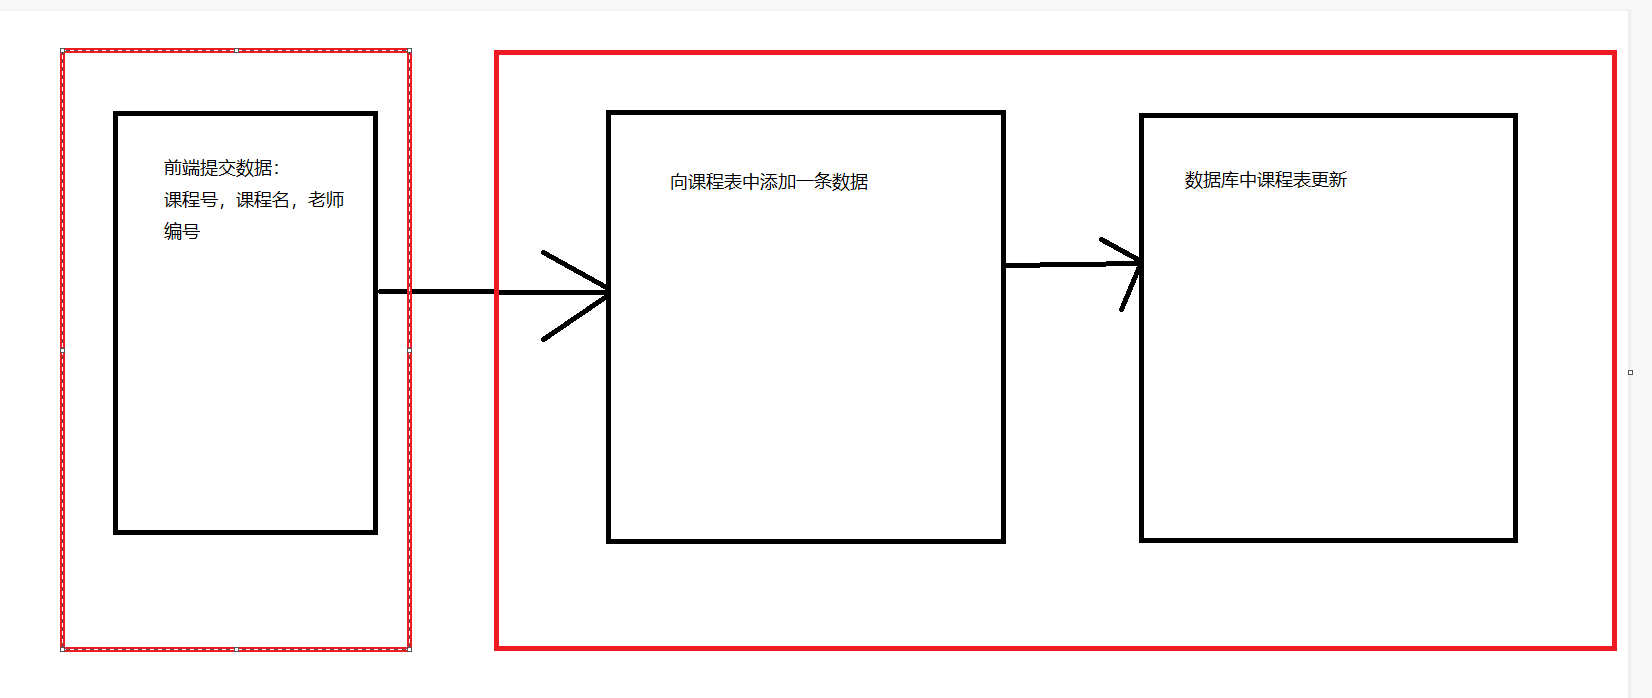 前端提交数据：
课程号，课程名，老师
编号
向课程表中添加一条数据
数据库中课程表更新